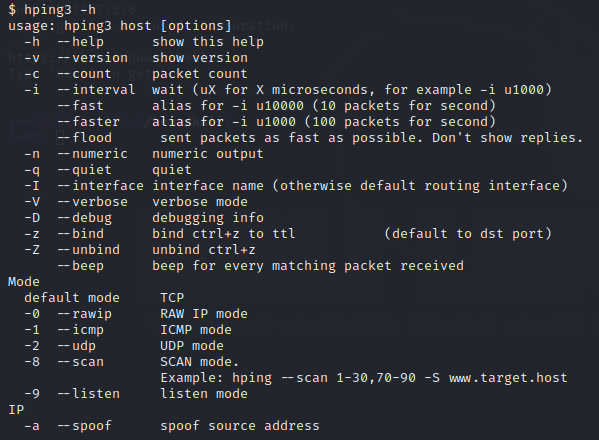 $ hping3 -h
usage: hping3 host [options]
  -h  --help      show this help
  -v  --version   show version
  -c  --count     packet count
  -i  --interval  wait (uX for X microseconds, for example -i u1000)
      --fast      alias for -i u10000 (10 packets for second)
      --faster    alias for -i u1000 (100 packets for second)
      --flood      sent packets as fast as possible. Don't show replies.
  -n  --numeric   numeric output
  -q  --quiet     quiet
  -I  --interface interface name (otherwise default routing interface)
  -V  --verbose   verbose mode
  -D  --debug     debugging info
  -z  --bind      bind ctrl+z to ttl           (default to dst port)
  -Z  --unbind    unbind ctrl+z
      --beep      beep for every matching packet received
Mode
  default mode     TCP
  -0  --rawip      RAW IP mode
  -1  --icmp       ICMP mode
  -2  --udp        UDP mode
  -8  --scan       SCAN mode.
                   Example: hping --scan 1-30,70-90 -S www.target.host
  -9  --listen     listen mode
IP
  -a  --spoof      spoof source address